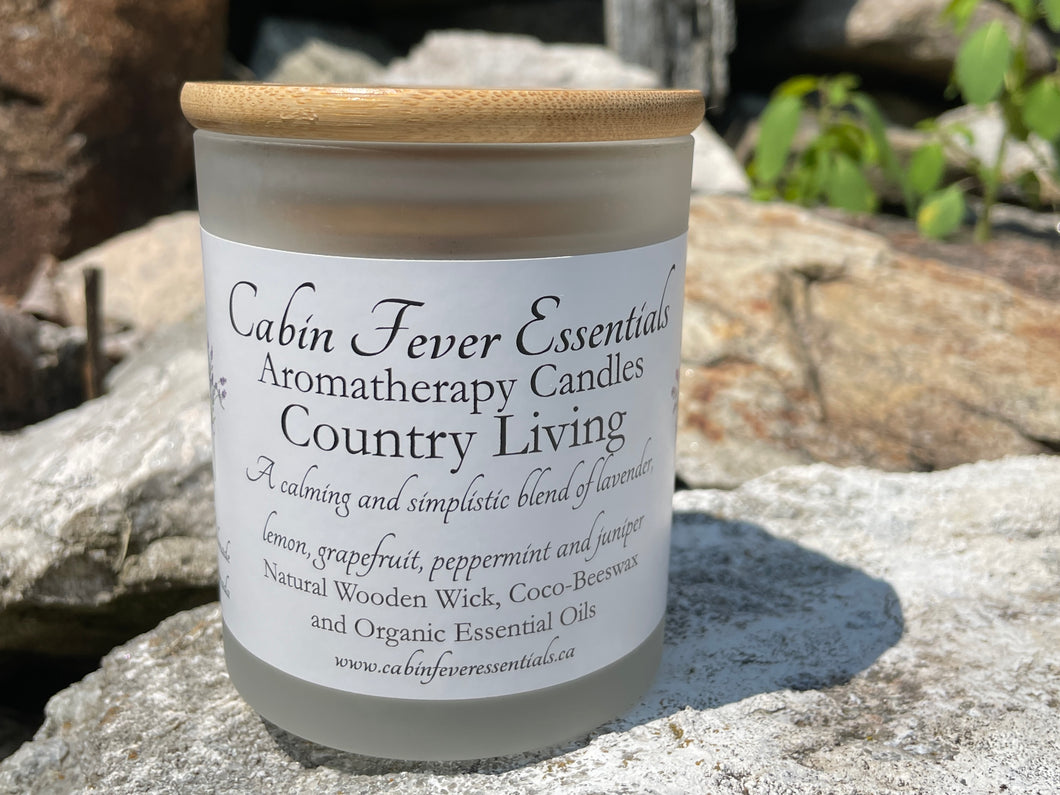 Cabin Fever Essentials
Aromatherapy Candles
Country Living
A calming and simplistic blend of lavender,
lemon, grapefruit, peppermint and juniper
Natural Wooden Wick, Coco-Beeswax
and Organic Essential Oils
www.cabinfeveressentials.ca